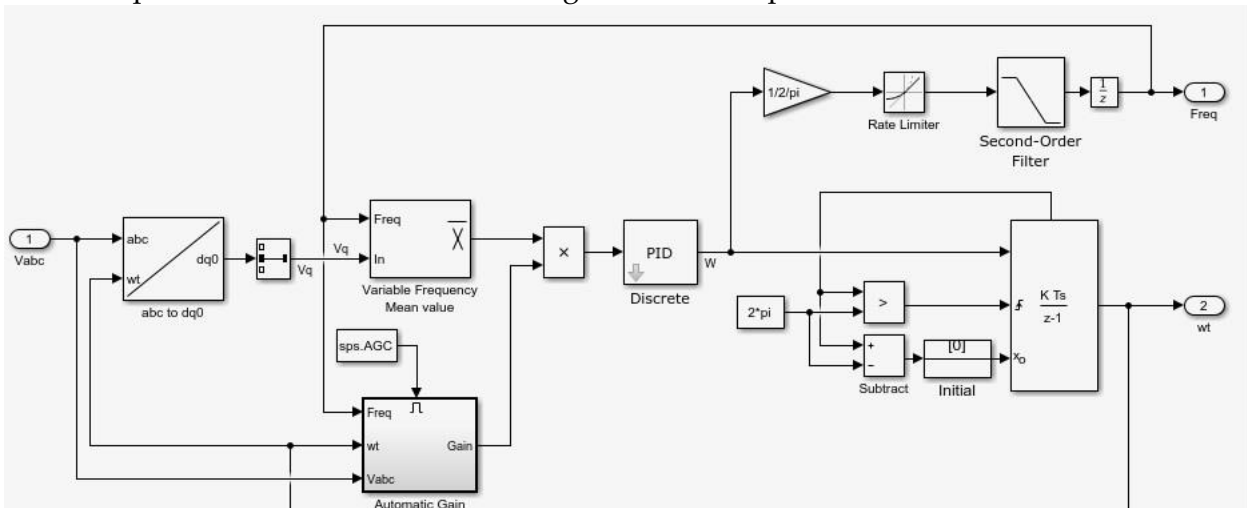 1/2/pi
Rate Limiter
Second-Order
Filter
1
z
1
Freq
1
Vabc
abc
wt
dq0
abc to dq0
Vq
Vq
Freq
In
X
Variable Frequency
Mean value
×
PID
Discrete
W
2*pi
>
+
−
Subtract
[0]
Initial
K Ts
z-1
xo
2
wt
sps.AGC
Freq
wt
Vabc
Gain
Automatic Gain